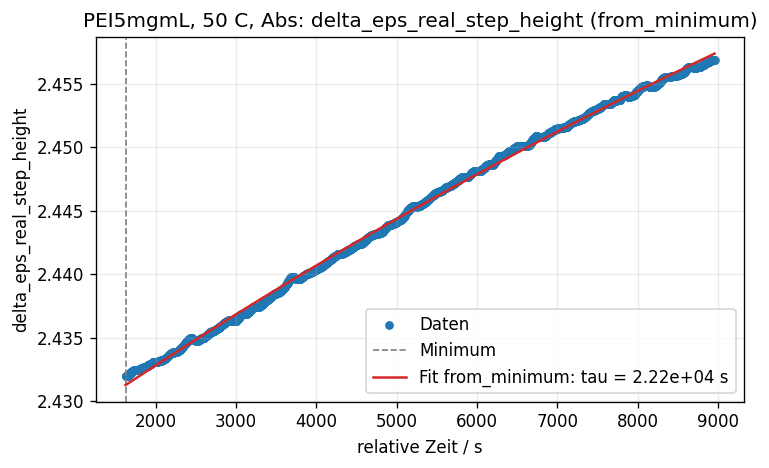 PEI5mgmL, 50 C, Abs: delta_eps_real_step_height (from_minimum)
delta_eps_real_step_height
2.455
2.450
2.445
2.440
2.435
2.430
Daten
Minimum
Fit from_minimum: tau = 2.22e+04 s
2000 3000 4000 5000 6000 7000 8000 9000
relative Zeit / s